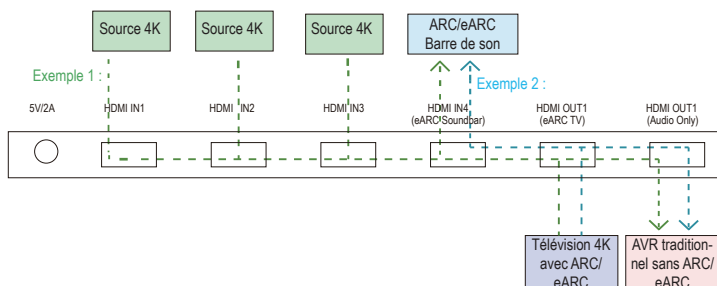 Source 4K
Source 4K
Source 4K
ARC/eARC
Barre de son
Exemple 1 :
Exemple 2 :
5V/2A
HDMI IN1
HDMI IN2
HDMI IN3
HDMI IN4
(eARC Soundbar)
HDMI OUT1
(eARC TV)
HDMI OUT1
(Audio Only)
Télévision 4K
avec ARC/
eARC
AVR tradition-
nel sans ARC/
eARC